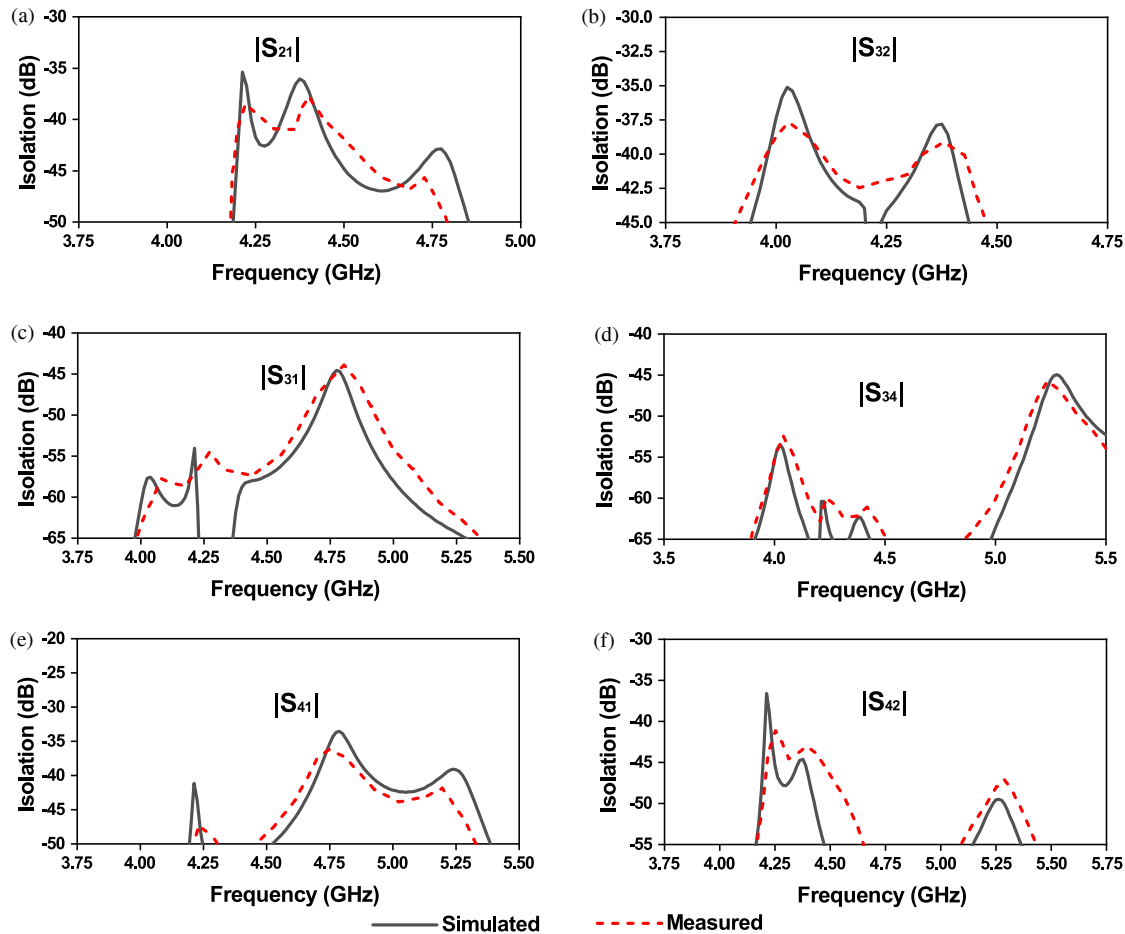 (a)
-30
-35
-40
-45
-50
Isolation (dB)
|S21|
3.75 4.00 4.25 4.50 4.75 5.00
Frequency (GHz)
(b)
-30.0
-32.5
-35.0
-37.5
-40.0
-42.5
-45.0
Isolation (dB)
|S32|
3.75 4.00 4.25 4.50 4.75
Frequency (GHz)
(c)
-40
-45
-50
-55
-60
-65
Isolation (dB)
|S31|
3.75 4.00 4.25 4.50 4.75 5.00 5.25 5.50
Frequency (GHz)
(d)
-40
-45
-50
-55
-60
-65
Isolation (dB)
|S34|
3.5 4.0 4.5 5.0 5.5
Frequency (GHz)
(e)
-20
-25
-30
-35
-40
-45
-50
Isolation (dB)
|S41|
3.75 4.00 4.25 4.50 4.75 5.00 5.25 5.50
Frequency (GHz)
(f)
-30
-35
-40
-45
-50
-55
Isolation (dB)
|S42|
3.75 4.00 4.25 4.50 4.75 5.00 5.25 5.50 5.75
Frequency (GHz)
Simulated
Measured